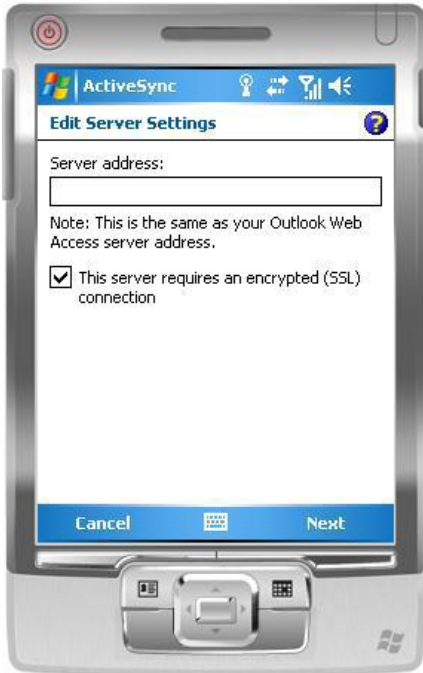 ActiveSync
Edit Server Settings
?
Server address:
Note: This is the same as your Outlook Web
Access server address.
This server requires an encrypted (SSL)
connection
Cancel
Next